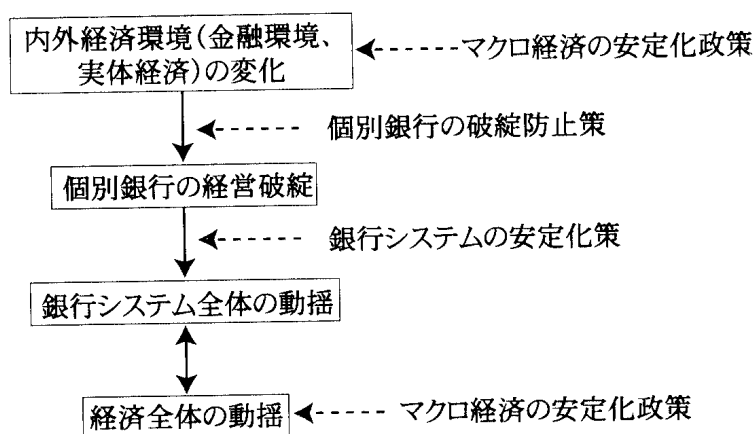 内外経済環境(金融環境、
実体経済)の変化
マクロ経済の安定化政策
個別銀行の破綻防止策
個別銀行の経営破綻
銀行システムの安定化策
銀行システム全体の動揺
経済全体の動揺
マクロ経済の安定化政策